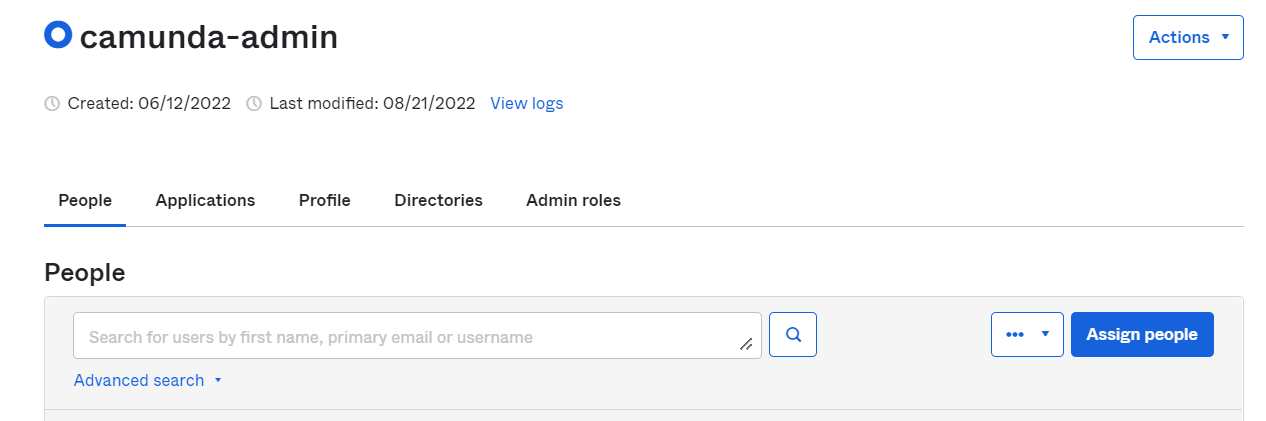 camunda-admin
Actions
Created: 06/12/2022 Last modified: 08/21/2022 View logs
People Applications Profile Directories Admin roles
People
Search for users by first name, primary email or username
••• Assign people
Advanced search